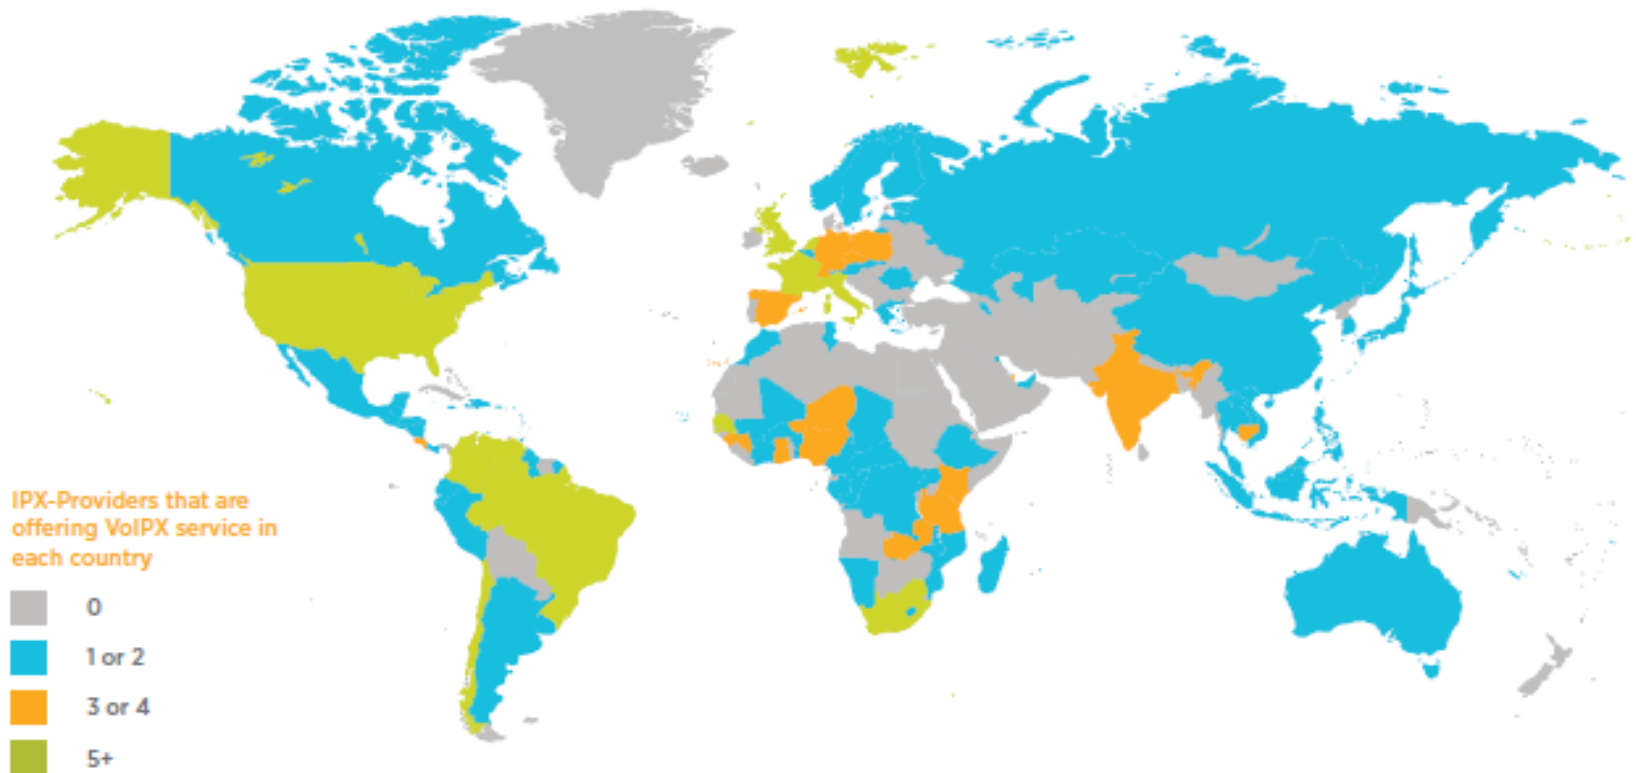 IPX-Providers that are
offering VoIPX service in
each country
0
1 or 2
3 or 4
5+